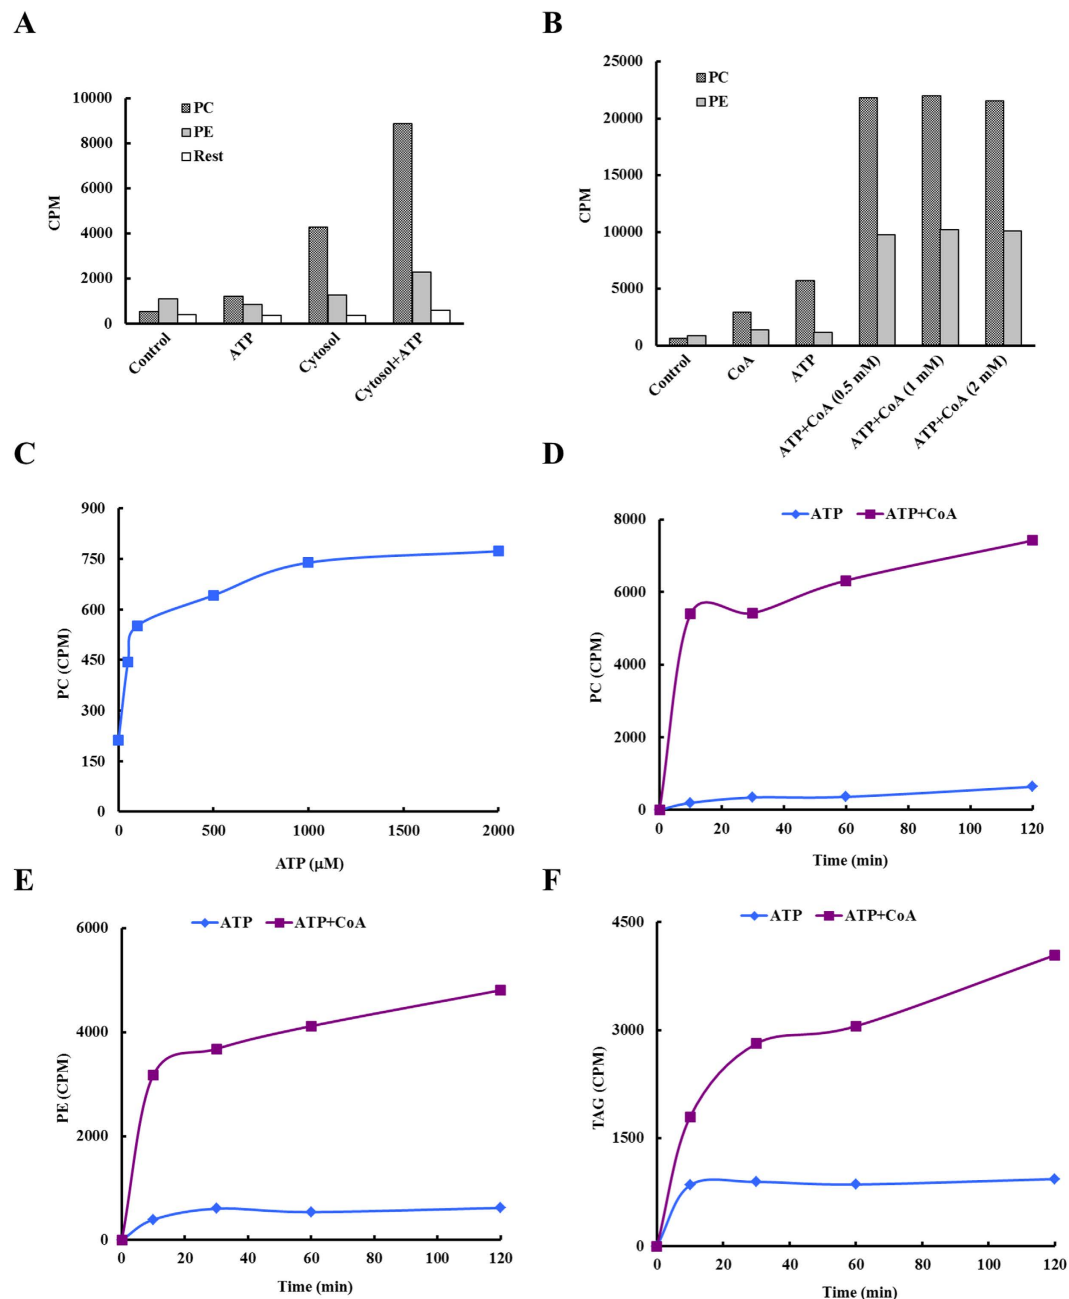 A
10000
8000
6000
4000
2000
0
CPM
PC
PE
Rest
Control
ATP
Cytosol
Cytosol+ATP
B
25000
20000
15000
10000
5000
0
CPM
PC
PE
Control
CoA
ATP
ATP+CoA (0.5 mM)
ATP+CoA (1 mM)
ATP+CoA (2 mM)
C
900
750
600
450
300
150
0
PC (CPM)
0 500 1000 1500 2000
ATP (µM)
D
ATP ATP+CoA
8000
6000
4000
2000
0
PC (CPM)
0 20 40 60 80 100 120
Time (min)
E
ATP ATP+CoA
6000
4000
2000
0
PE (CPM)
0 20 40 60 80 100 120
Time (min)
F
ATP ATP+CoA
4500
3000
1500
0
TAG (CPM)
0 20 40 60 80 100 120
Time (min)